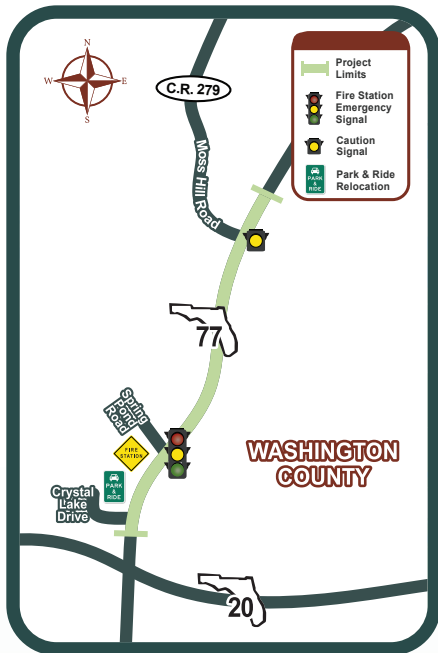 N
W
E
S
C.R. 279
Project
Limits
Fire Station
Emergency
Signal
Caution
Signal
PARK
&
RIDE
Park & Ride
Relocation
Moss Hill Road
77
Spring
Pond
Road
FIRE
STATION
PARK
&
RIDE
Crystal
Lake
Drive
WASHINGTON
COUNTY
20